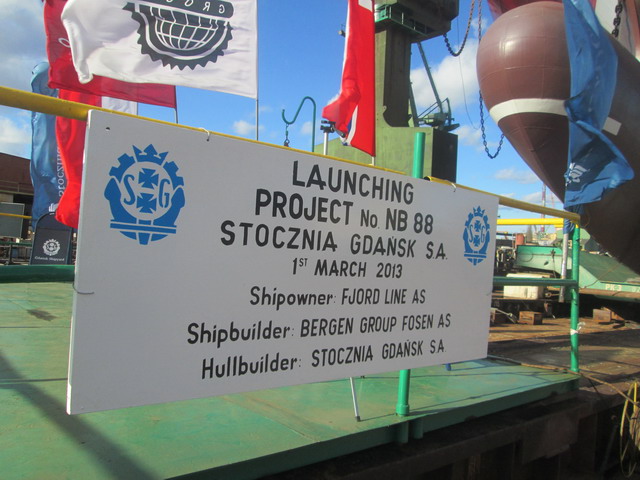 LAUNCHING
PROJECT No. NB 88
STOCZNIA GDAŃSK S.A.
1ST MARCH 2013
Shipowner: FJORD LINE AS
Shipbuilder: BERGEN GROUP FOSEN AS
Hullbuilder: STOCZNIA GDAŃSK S.A.
S G